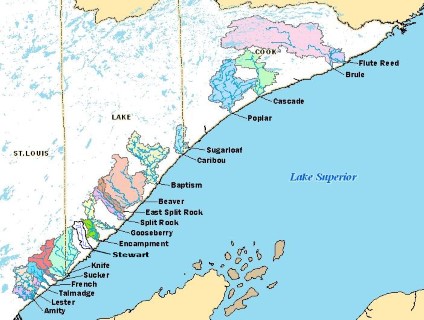 COOK
Flute Reed
Brule
Cascade
Poplar
LAKE
Sugarloaf
Caribou
ST.LOUIS
Lake Superior
Baptism
Beaver
East Split Rock
Split Rock
Gooseberry
Encampment
Stewart
Knife
Sucker
French
Talmadge
Lester
Amity